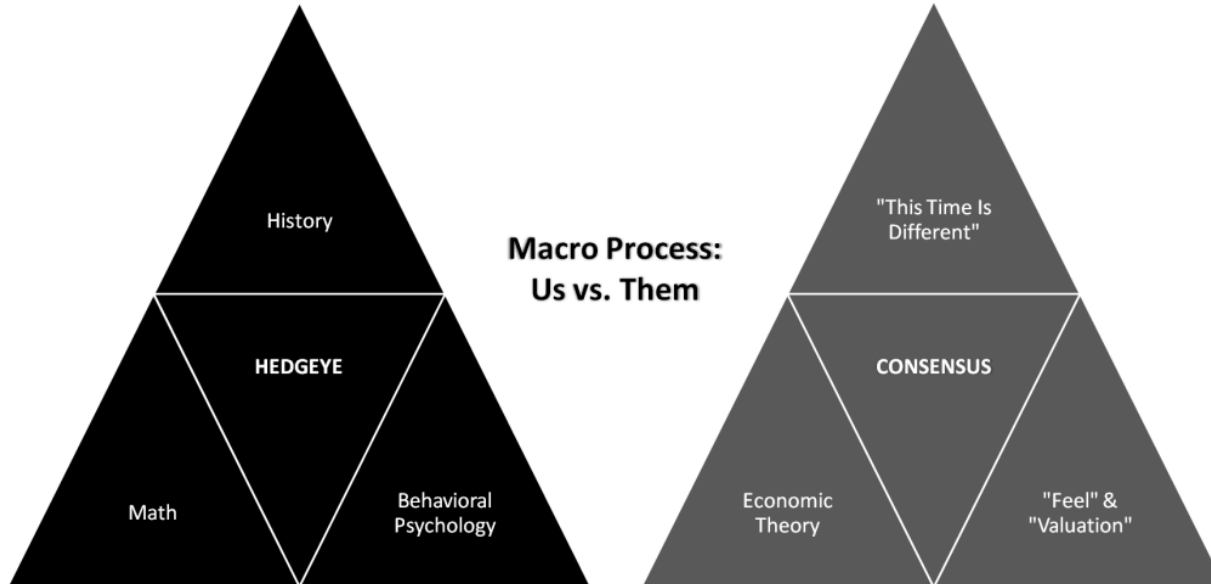 History
HEDGEYE
Math
Behavioral
Psychology
Macro Process:
Us vs. Them
"This Time Is
Different"
CONSENSUS
Economic
Theory
"Feel" &
"Valuation"